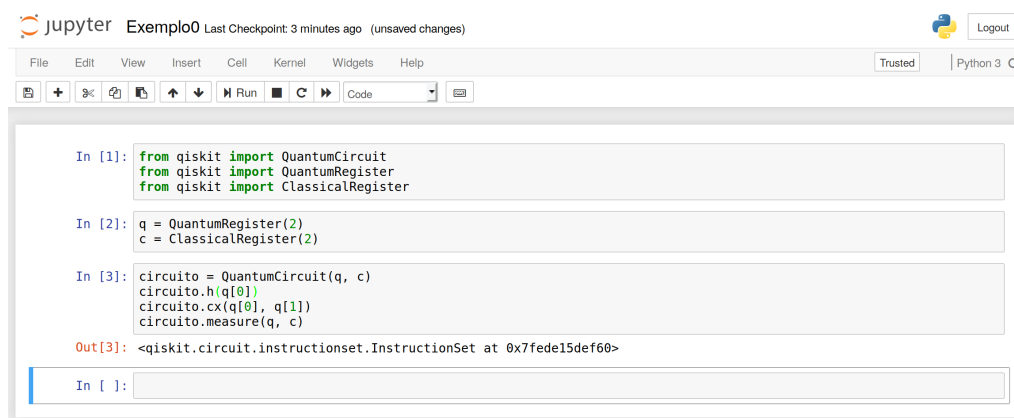 jupyter Exemplo0 Last Checkpoint: 3 minutes ago (unsaved changes) Logout
File Edit View Insert Cell Kernel Widgets Help Trusted Python 3
Run Code
In [1]: from qiskit import QuantumCircuit
from qiskit import QuantumRegister
from qiskit import ClassicalRegister
In [2]: q = QuantumRegister(2)
c = ClassicalRegister(2)
In [3]: circuito = QuantumCircuit(q, c)
circuito.h(q[0])
circuito.cx(q[0], q[1])
circuito.measure(q, c)
Out[3]: <qiskit.circuit.instructionset.InstructionSet at 0x7fede15def60>
In [ ]: